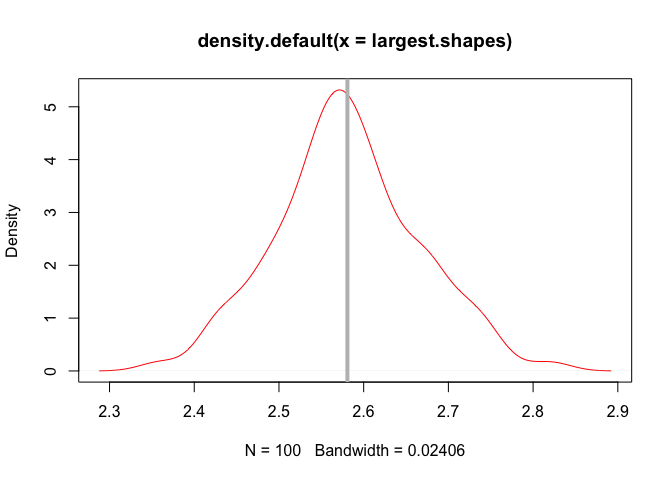 density.default(x = largest.shapes)
Density
5
4
3
2
1
0
2.3 2.4 2.5 2.6 2.7 2.8 2.9
N = 100 Bandwidth = 0.02406